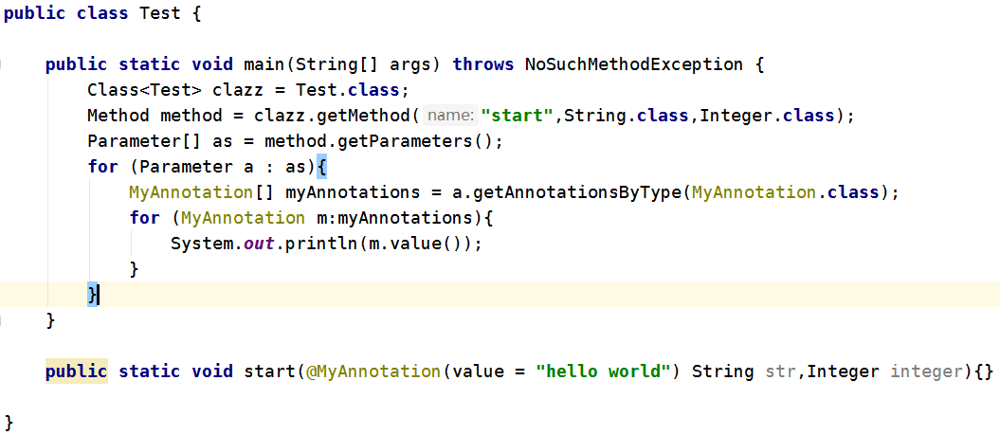 public class Test {
public static void main(String[] args) throws NoSuchMethodException {
Class<Test> clazz = Test.class;
Method method = clazz.getMethod( name: "start",String.class,Integer.class);
Parameter[] as = method.getParameters();
for (Parameter a : as){
MyAnnotation[] myAnnotations = a.getAnnotationsByType(MyAnnotation.class);
for (MyAnnotation m:myAnnotations){
System.out.println(m.value());
}
}
}
public static void start(@MyAnnotation(value = "hello world") String str,Integer integer){}
}